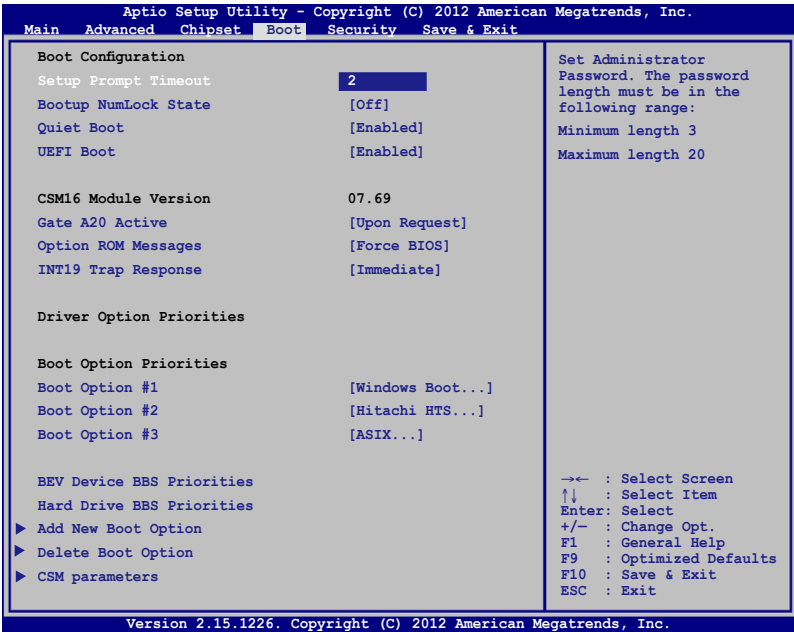 Aptio Setup Utility - Copyright (C) 2012 American Megatrends, Inc.
Main Advanced Chipset Boot Security Save & Exit
Boot Configuration
Setup Prompt Timeout 2
Bootup NumLock State [Off]
Quiet Boot [Enabled]
UEFI Boot [Enabled]
CSM16 Module Version 07.69
Gate A20 Active [Upon Request]
Option ROM Messages [Force BIOS]
INT19 Trap Response [Immediate]
Driver Option Priorities
Boot Option Priorities
Boot Option #1 [Windows Boot...]
Boot Option #2 [Hitachi HTS...]
Boot Option #3 [ASIX...]
BEV Device BBS Priorities
Hard Drive BBS Priorities
▶ Add New Boot Option
▶ Delete Boot Option
▶ CSM parameters
Set Administrator
Password. The password
length must be in the
following range:
Minimum length 3
Maximum length 20
→← : Select Screen
↑↓ : Select Item
Enter: Select
+/− : Change Opt.
F1 : General Help
F9 : Optimized Defaults
F10 : Save & Exit
ESC : Exit
Version 2.15.1226. Copyright (C) 2012 American Megatrends, Inc.